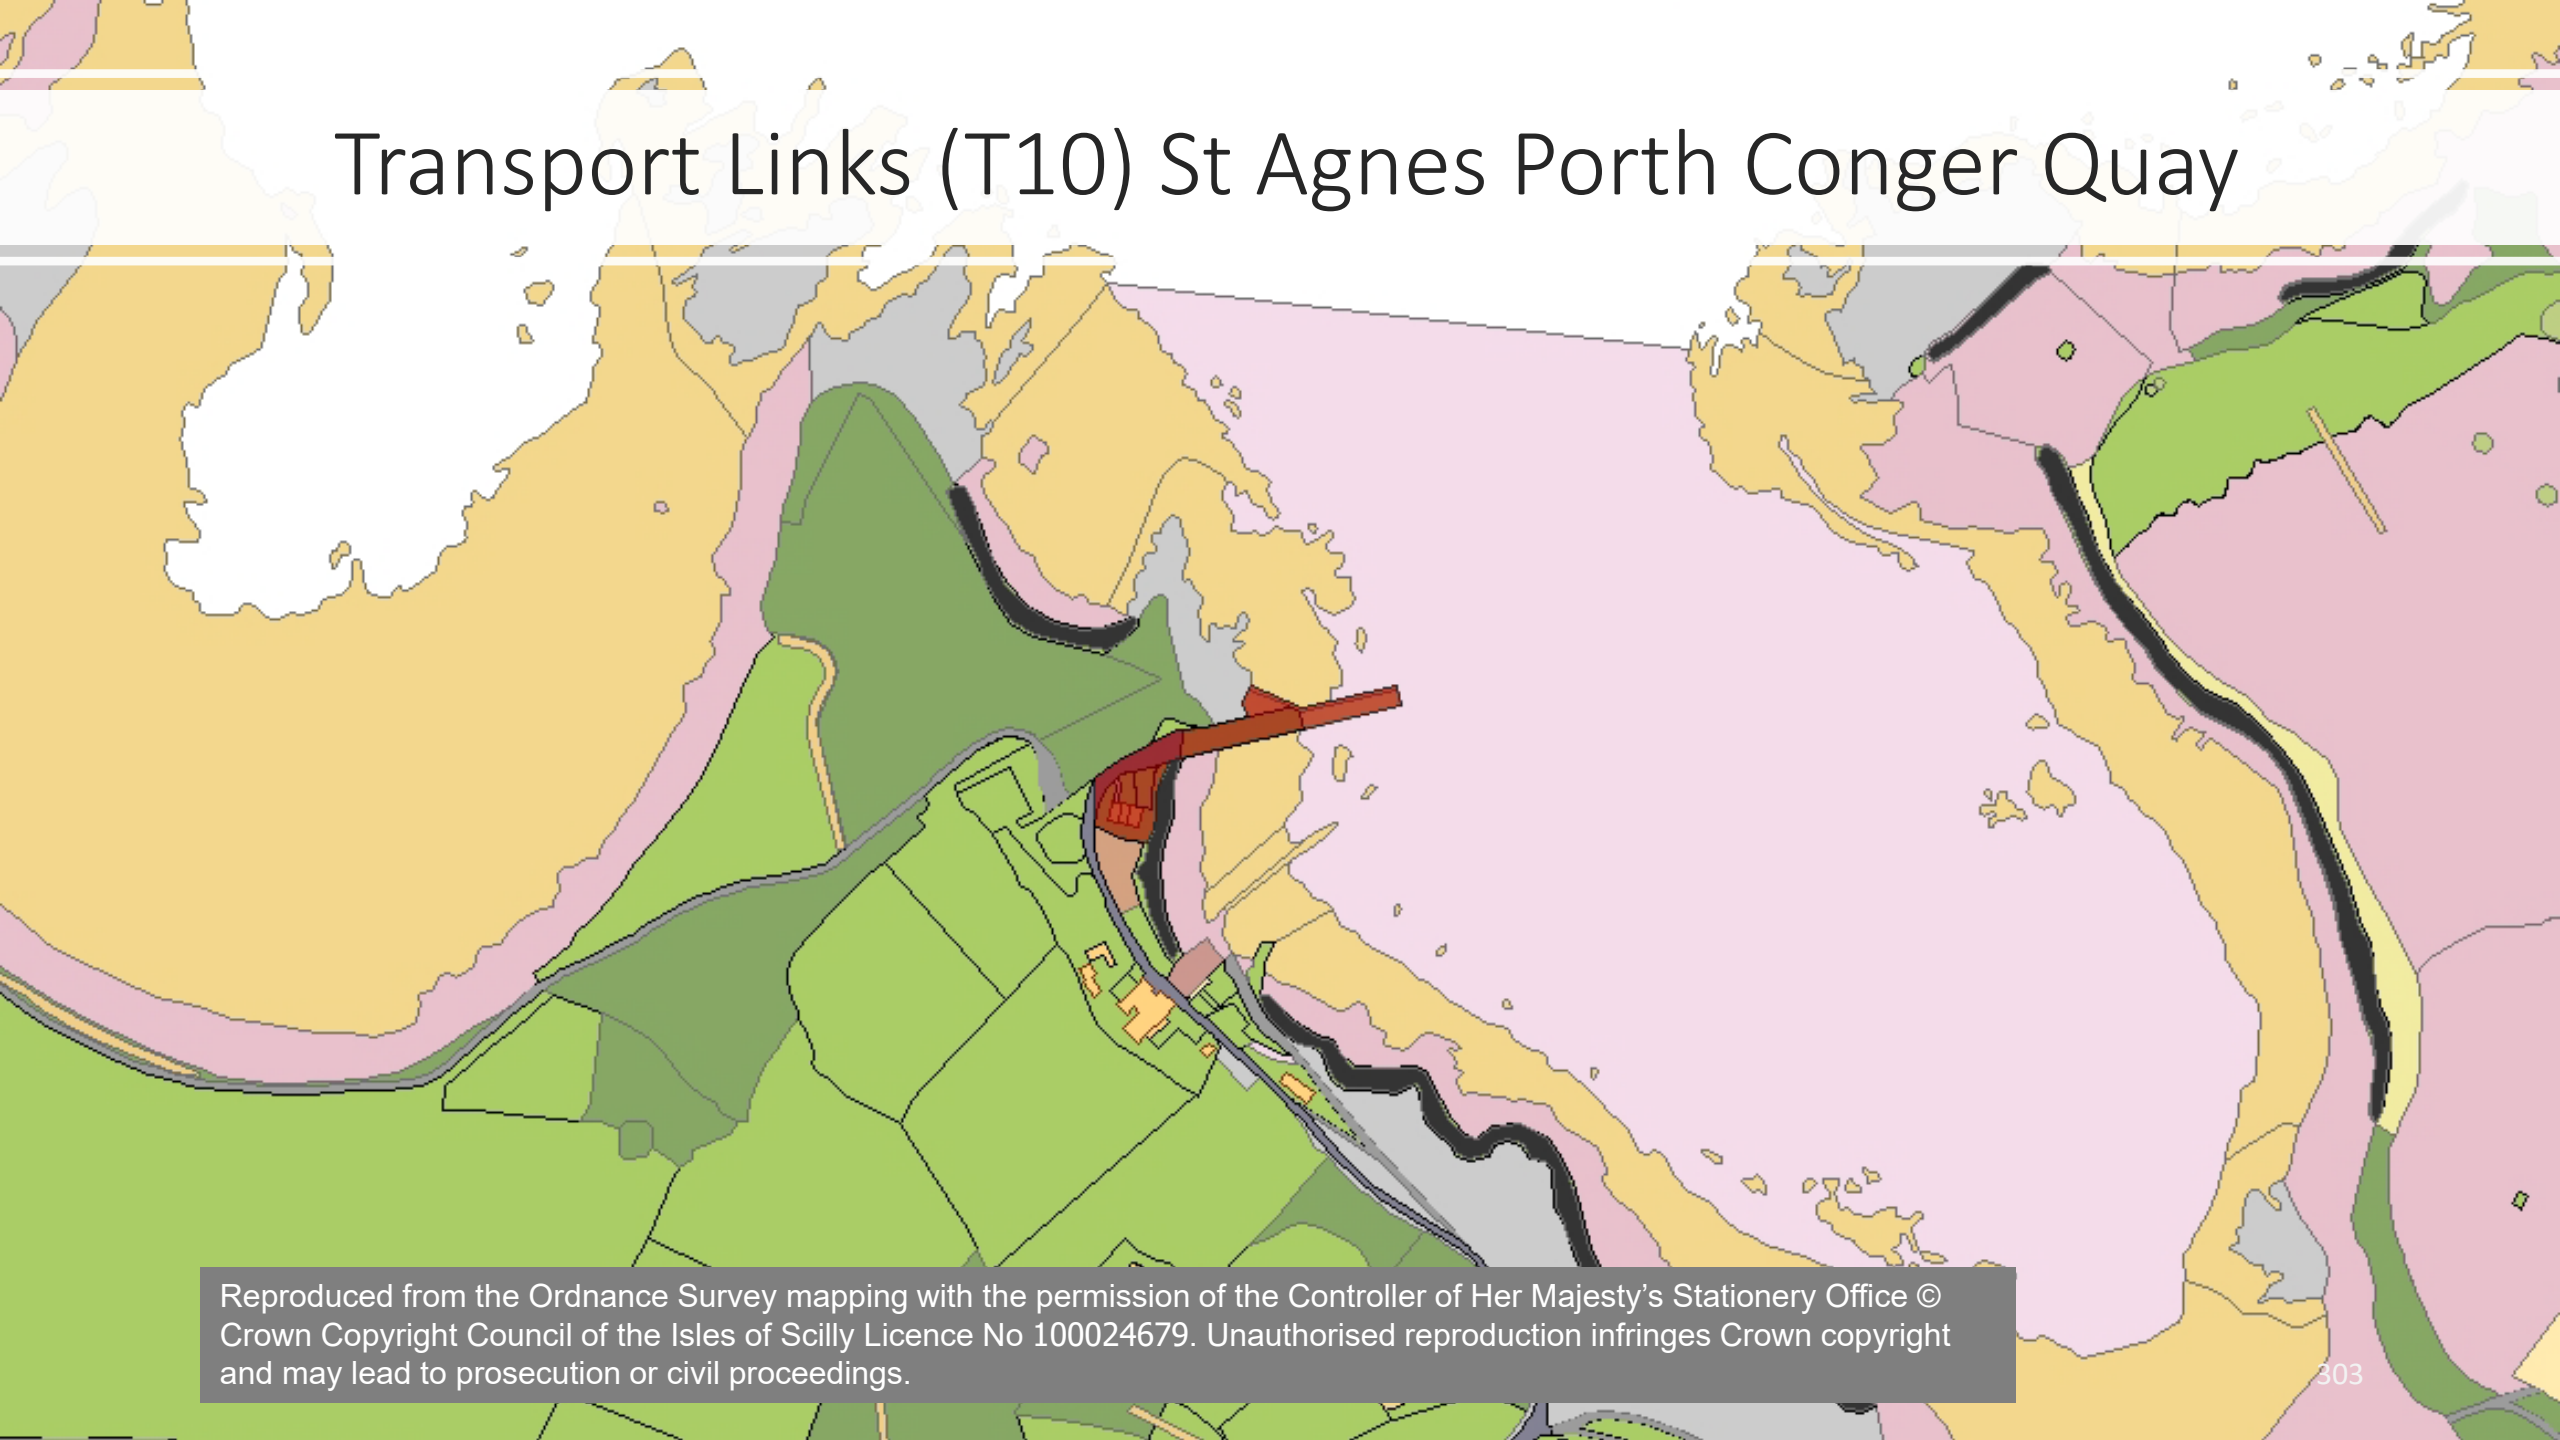 Transport Links (T10) St Agnes Porth Conger Quay
Reproduced from the Ordnance Survey mapping with the permission of the Controller of Her Majesty’s Stationery Office ©
Crown Copyright Council of the Isles of Scilly Licence No 100024679. Unauthorised reproduction infringes Crown copyright
and may lead to prosecution or civil proceedings.
303